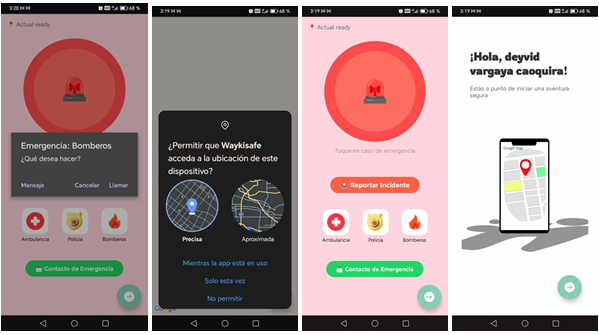 3:20
68 %
Actual ready
Emergencia: Bomberos
¿Qué desea hacer?
Mensaje
Cancelar
Llamar
Ambulancia
Policía
Bomberos
Contacto de Emergencia
3:19
68 %
¿Permitir que Waykisafe
acceda a la ubicación de este
dispositivo?
Precisa
Aproximada
Mientras la app está en uso
Solo esta vez
No permitir
Google
3:19
68 %
Actual ready
Toque en caso de emergencia
Reportar Incidente
Ambulancia
Policía
Bomberos
Contacto de Emergencia
3:19
68 %
¡Hola, deyvid
vargaya caoquira!
Estás a punto de iniciar una aventura
segura
Google Map